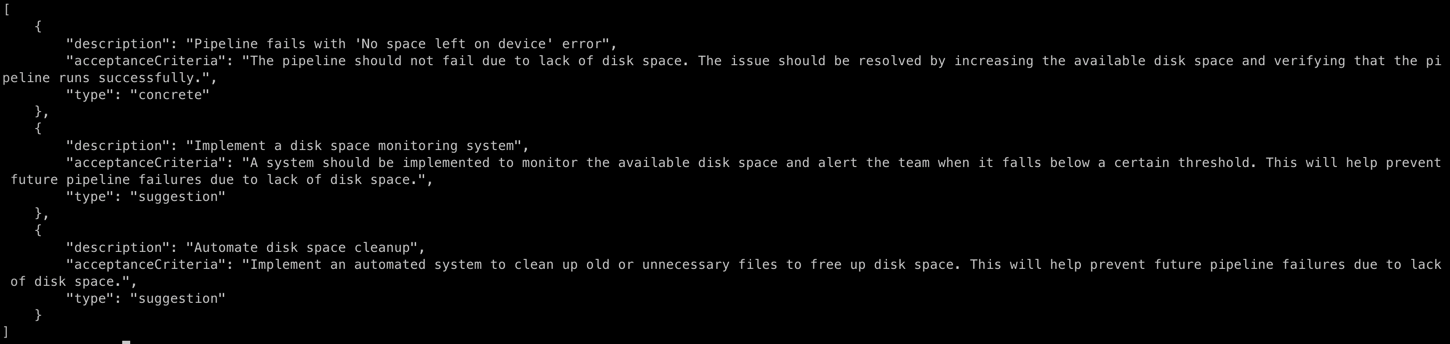 [
    {
        "description": "Pipeline fails with 'No space left on device' error",
        "acceptanceCriteria": "The pipeline should not fail due to lack of disk space. The issue should be resolved by increasing the available disk space and verifying that the pi
peline runs successfully.",
        "type": "concrete"
    },
    {
        "description": "Implement a disk space monitoring system",
        "acceptanceCriteria": "A system should be implemented to monitor the available disk space and alert the team when it falls below a certain threshold. This will help prevent
 future pipeline failures due to lack of disk space.",
        "type": "suggestion"
    },
    {
        "description": "Automate disk space cleanup",
        "acceptanceCriteria": "Implement an automated system to clean up old or unnecessary files to free up disk space. This will help prevent future pipeline failures due to lack
 of disk space.",
        "type": "suggestion"
    }
]